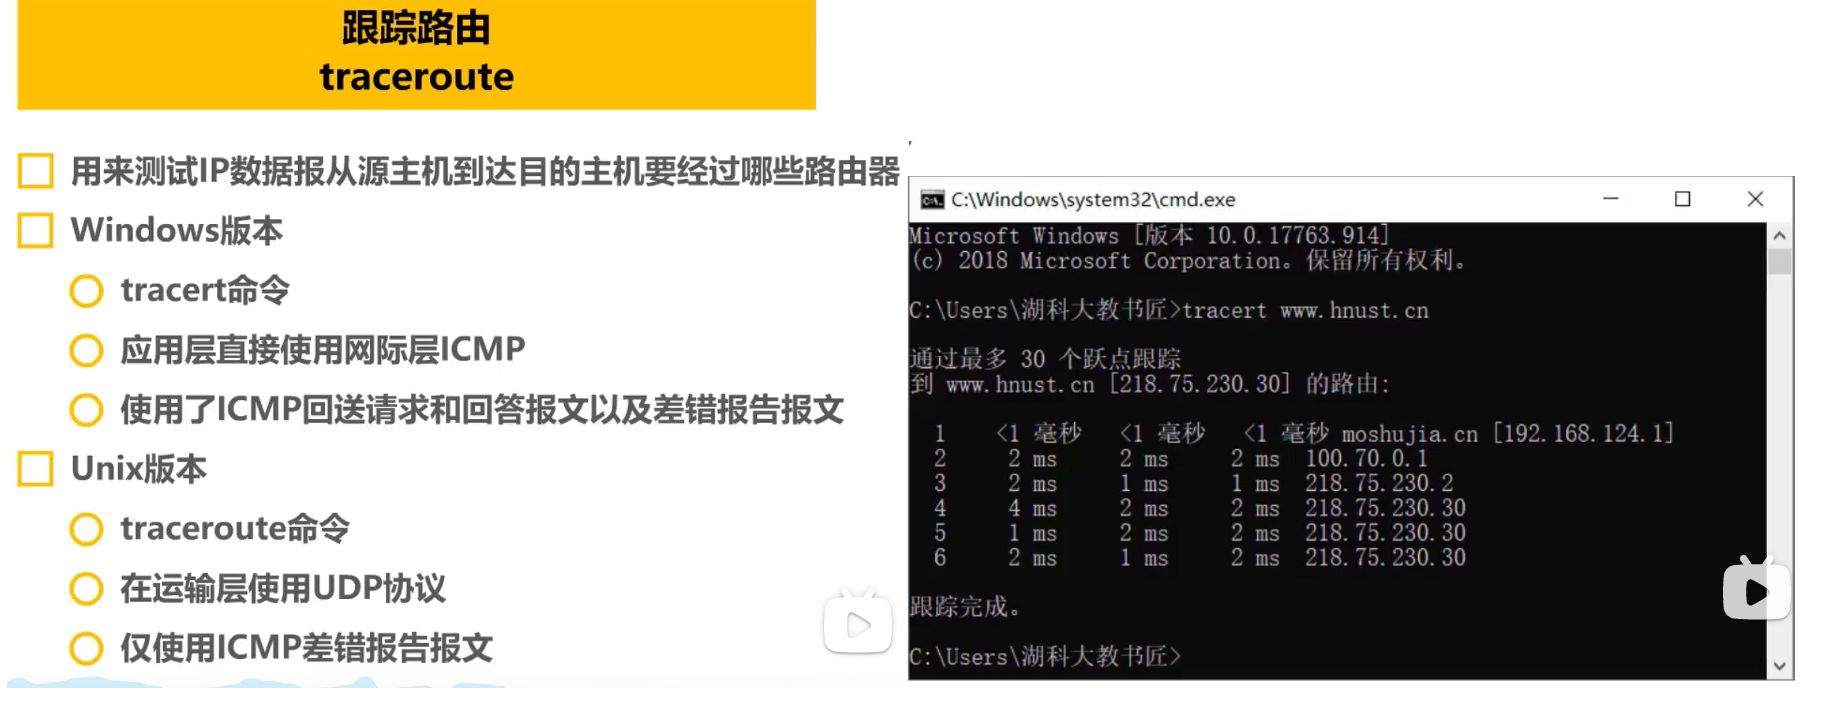 跟踪路由
traceroute
用来测试IP数据报从源主机到达目的主机要经过哪些路由器
Windows版本
tracert命令
应用层直接使用网际层ICMP
使用了ICMP回送请求和回答报文以及差错报告报文
Unix版本
traceroute命令
在运输层使用UDP协议
仅使用ICMP差错报告报文
C:\Windows\system32\cmd.exe
Microsoft Windows [版本 10.0.17763.914]
(c) 2018 Microsoft Corporation。保留所有权利。
C:\Users\湖科大教书匠>tracert www.hnust.cn
通过最多 30 个跃点跟踪
到 www.hnust.cn [218.75.230.30] 的路由:
1 <1 毫秒 <1 毫秒 <1 毫秒 moshujia.cn [192.168.124.1]
2 2 ms 2 ms 2 ms 100.70.0.1
3 2 ms 1 ms 1 ms 218.75.230.2
4 4 ms 2 ms 2 ms 218.75.230.30
5 1 ms 2 ms 2 ms 218.75.230.30
6 2 ms 1 ms 2 ms 218.75.230.30
跟踪完成。
C:\Users\湖科大教书匠>